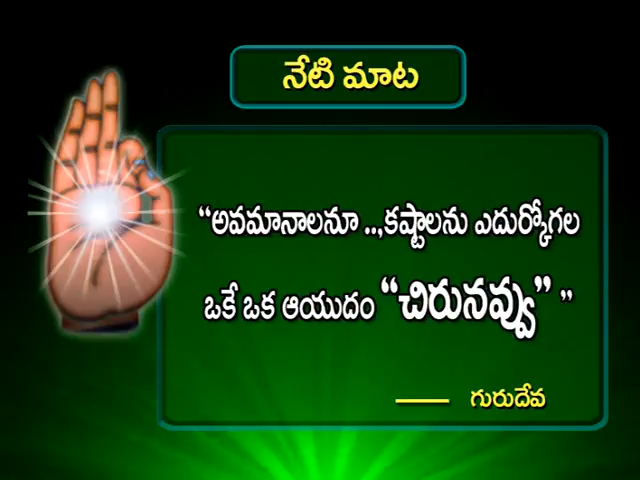 నేటి మాట
“అవమానాలనూ ..,కష్టాలను ఎదుర్కోగల
ఒకే ఒక ఆయుదం “చిరునవ్వు” ”
—— గురుదేవ